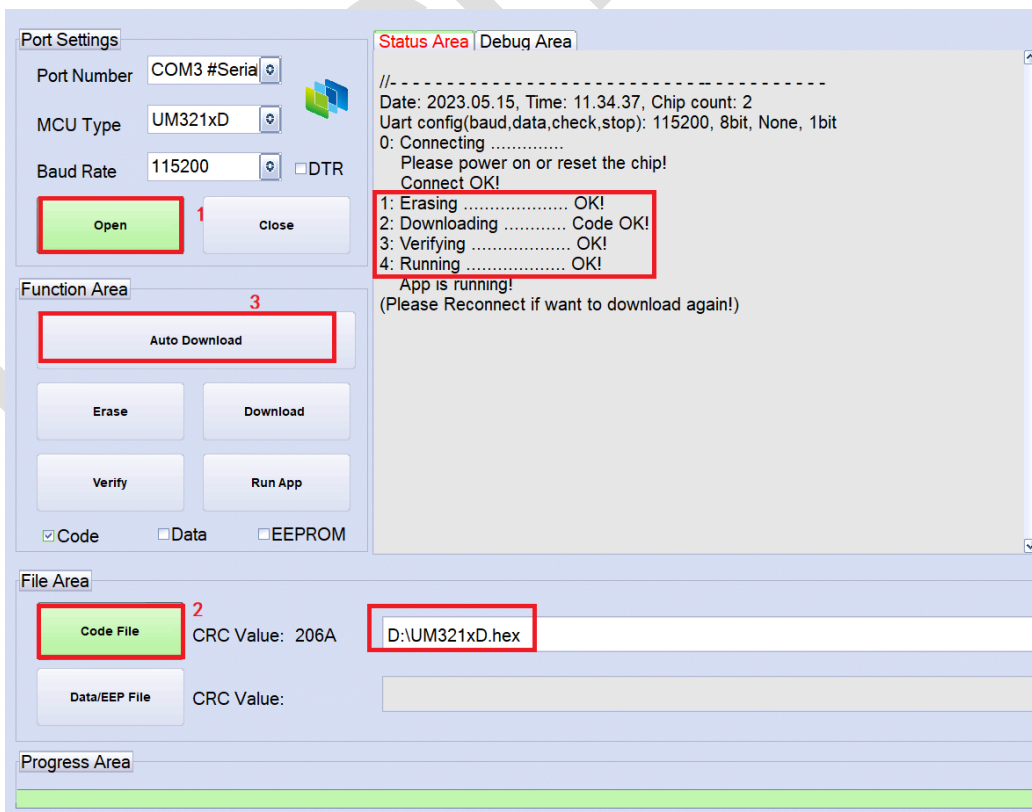 Port Settings
Port Number COM3 #Serial
MCU Type UM321xD
Baud Rate 115200 DTR
Open 1 Close
Function Area
3
Auto Download
Erase Download
Verify Run App
Code Data EEPROM
Status Area Debug Area
//- - - - - - - - - - - - - - - - - - - - - - - - - - - - - - - - - - - - - - -
Date: 2023.05.15, Time: 11.34.37, Chip count: 2
Uart config(baud,data,check,stop): 115200, 8bit, None, 1bit
0: Connecting ..............
Please power on or reset the chip!
Connect OK!
1: Erasing .................... OK!
2: Downloading ............ Code OK!
3: Verifying ................... OK!
4: Running ................... OK!
App is running!
(Please Reconnect if want to download again!)
File Area
2
Code File CRC Value: 206A D:\UM321xD.hex
Data/EEP File CRC Value:
Progress Area